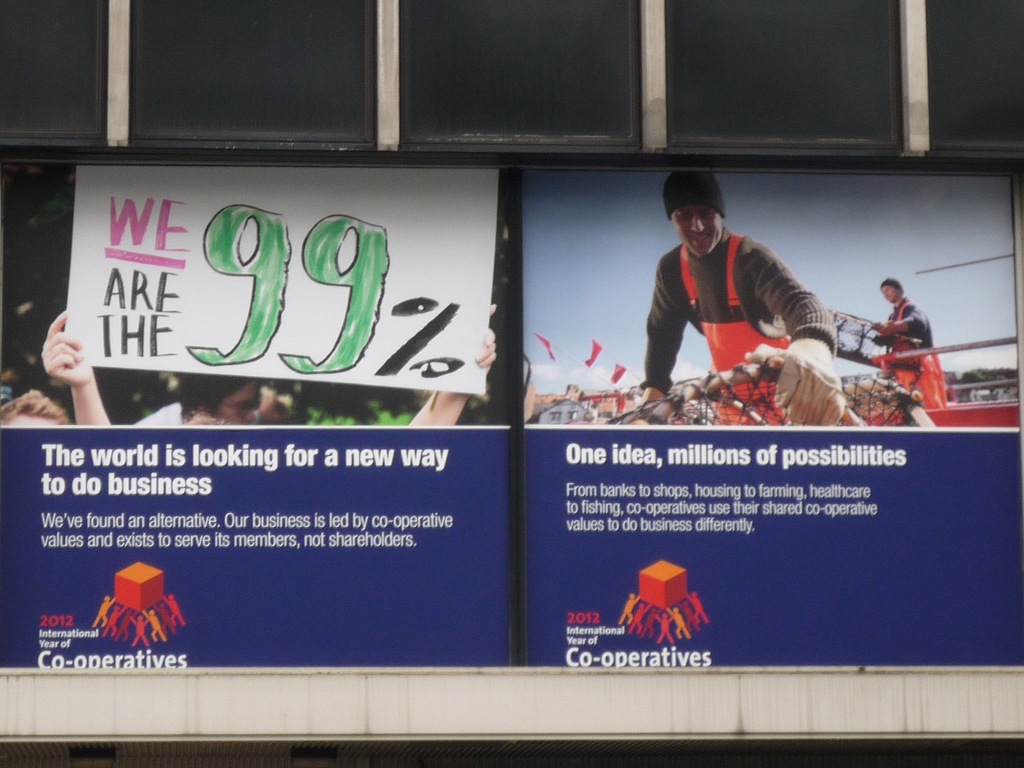 WE
ARE
THE
99%
The world is looking for a new way
to do business
We've found an alternative. Our business is led by co-operative
values and exists to serve its members, not shareholders.
2012
International
Year of
Co-operatives
One idea, millions of possibilities
From banks to shops, housing to farming, healthcare
to fishing, co-operatives use their shared co-operative
values to do business differently.
2012
International
Year of
Co-operatives